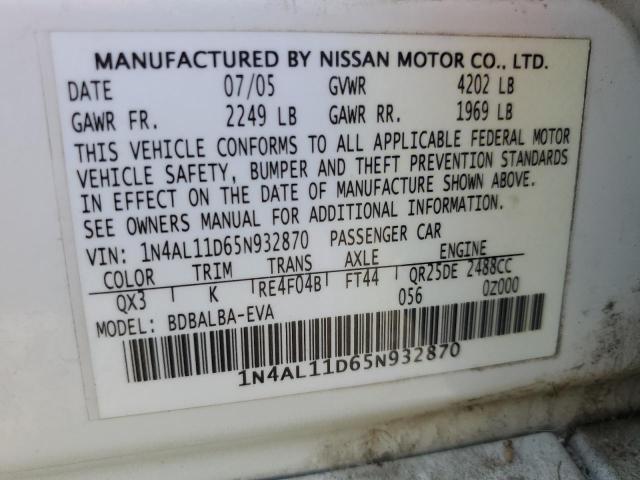 MANUFACTURED BY NISSAN MOTOR CO., LTD.
DATE 07/05 GVWR 4202 LB
GAWR FR. 2249 LB GAWR RR. 1969 LB
THIS VEHICLE CONFORMS TO ALL APPLICABLE FEDERAL MOTOR
VEHICLE SAFETY, BUMPER AND THEFT PREVENTION STANDARDS
IN EFFECT ON THE DATE OF MANUFACTURE SHOWN ABOVE.
SEE OWNERS MANUAL FOR ADDITIONAL INFORMATION.
VIN: 1N4AL11D65N932870 PASSENGER CAR
COLOR TRIM TRANS AXLE ENGINE
QX3 K RE4F04B FT44 QR25DE 2488CC
MODEL: BDBALBA-EVA 056 0Z000
1N4AL11D65N932870